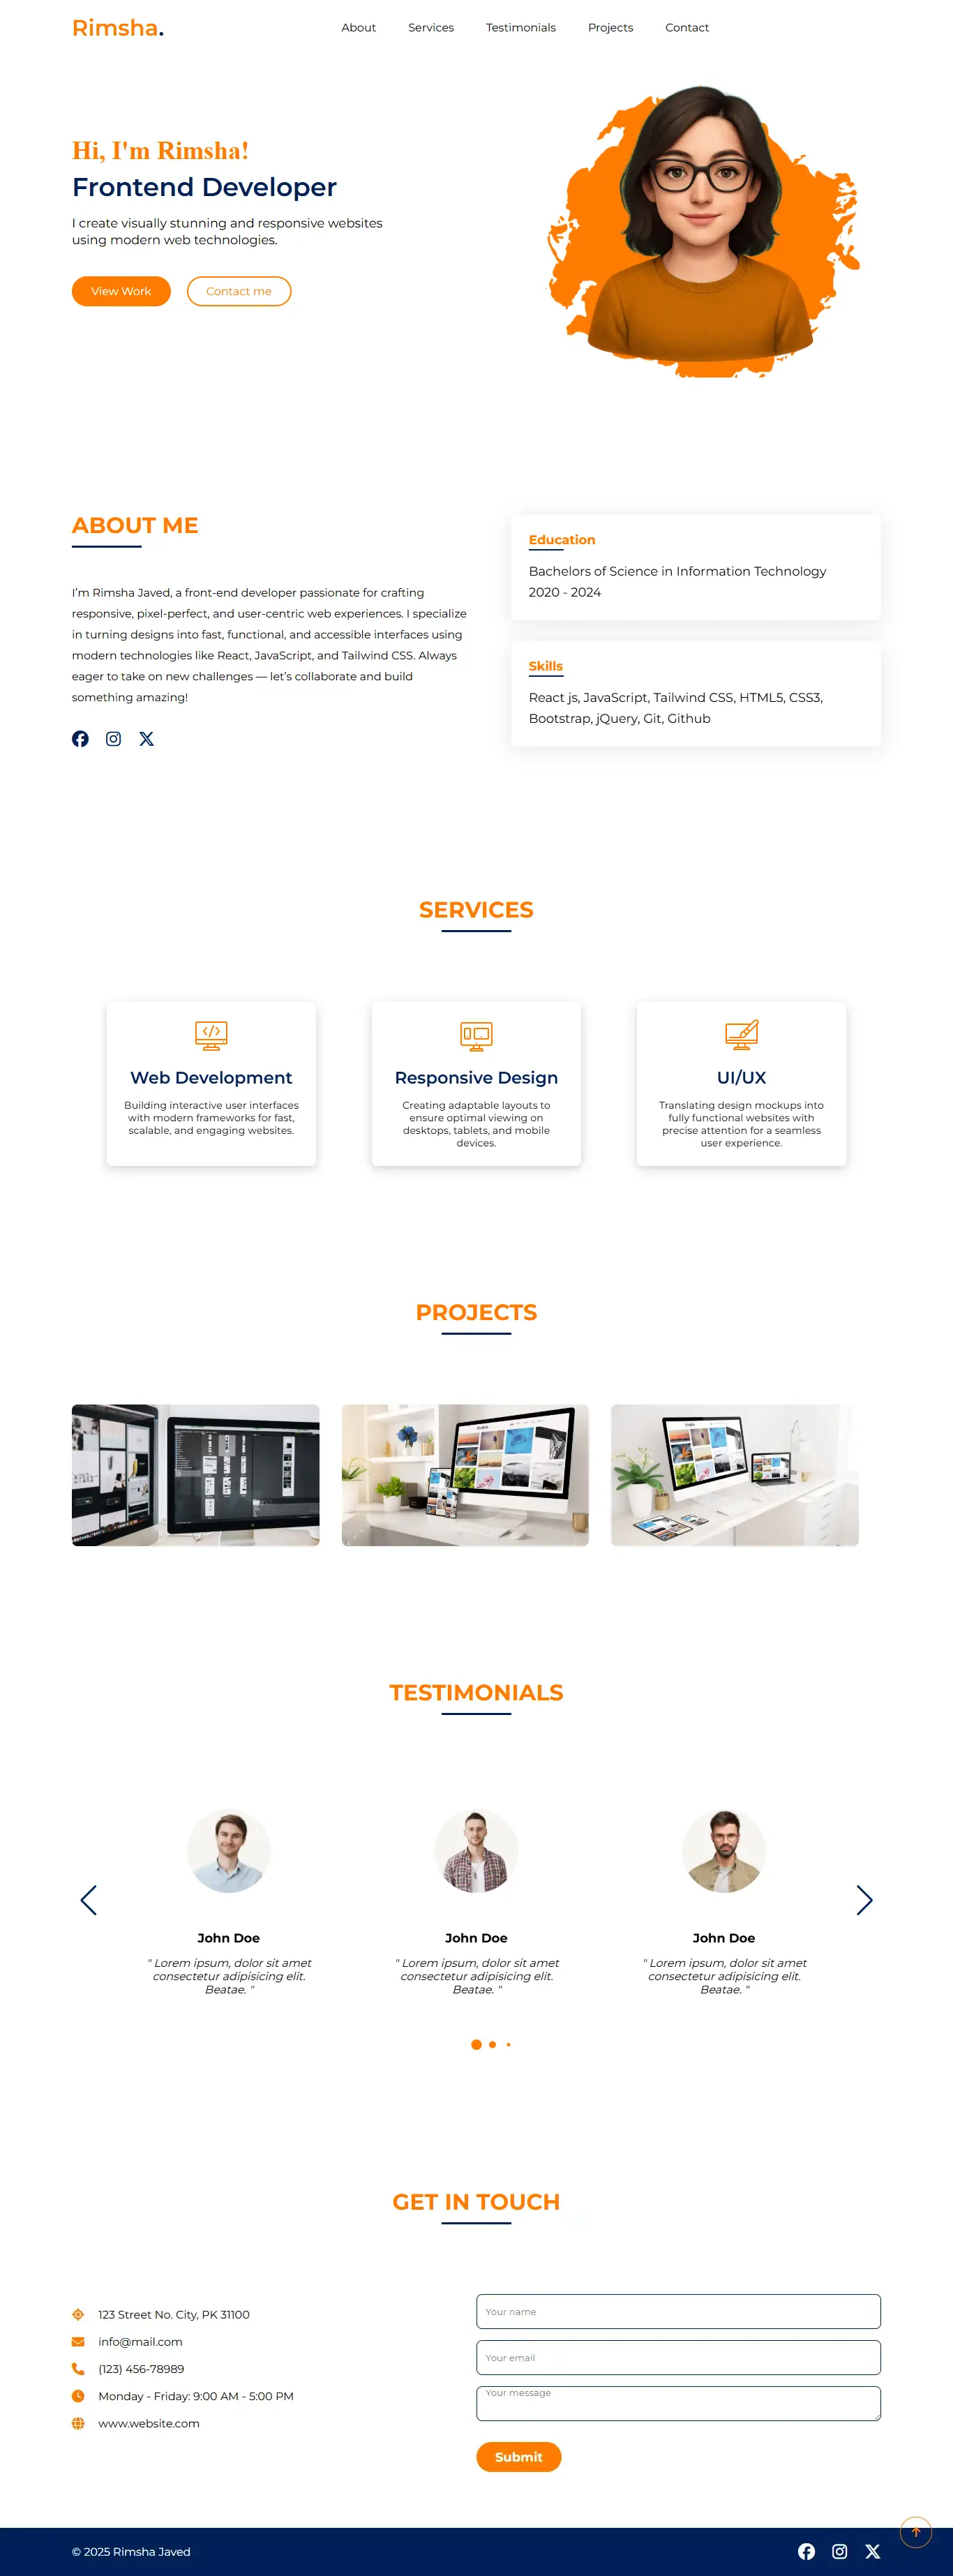 Rimsha.
About Services Testimonials Projects Contact
Hi, I'm Rimsha!
Frontend Developer
I create visually stunning and responsive websites
using modern web technologies.
View Work Contact me
ABOUT ME
I’m Rimsha Javed, a front-end developer passionate for crafting
responsive, pixel-perfect, and user-centric web experiences. I specialize
in turning designs into fast, functional, and accessible interfaces using
modern technologies like React, JavaScript, and Tailwind CSS. Always
eager to take on new challenges — let’s collaborate and build
something amazing!
Education
Bachelors of Science in Information Technology
2020 - 2024
Skills
React js, JavaScript, Tailwind CSS, HTML5, CSS3,
Bootstrap, jQuery, Git, Github
SERVICES
Web Development
Building interactive user interfaces
with modern frameworks for fast,
scalable, and engaging websites.
Responsive Design
Creating adaptable layouts to
ensure optimal viewing on
desktops, tablets, and mobile
devices.
UI/UX
Translating design mockups into
fully functional websites with
precise attention for a seamless
user experience.
PROJECTS
TESTIMONIALS
John Doe
" Lorem ipsum, dolor sit amet
consectetur adipisicing elit.
Beatae. "
John Doe
" Lorem ipsum, dolor sit amet
consectetur adipisicing elit.
Beatae. "
John Doe
" Lorem ipsum, dolor sit amet
consectetur adipisicing elit.
Beatae. "
GET IN TOUCH
123 Street No. City, PK 31100
info@mail.com
(123) 456-78989
Monday - Friday: 9:00 AM - 5:00 PM
www.website.com
Your name
Your email
Your message
Submit
© 2025 Rimsha Javed